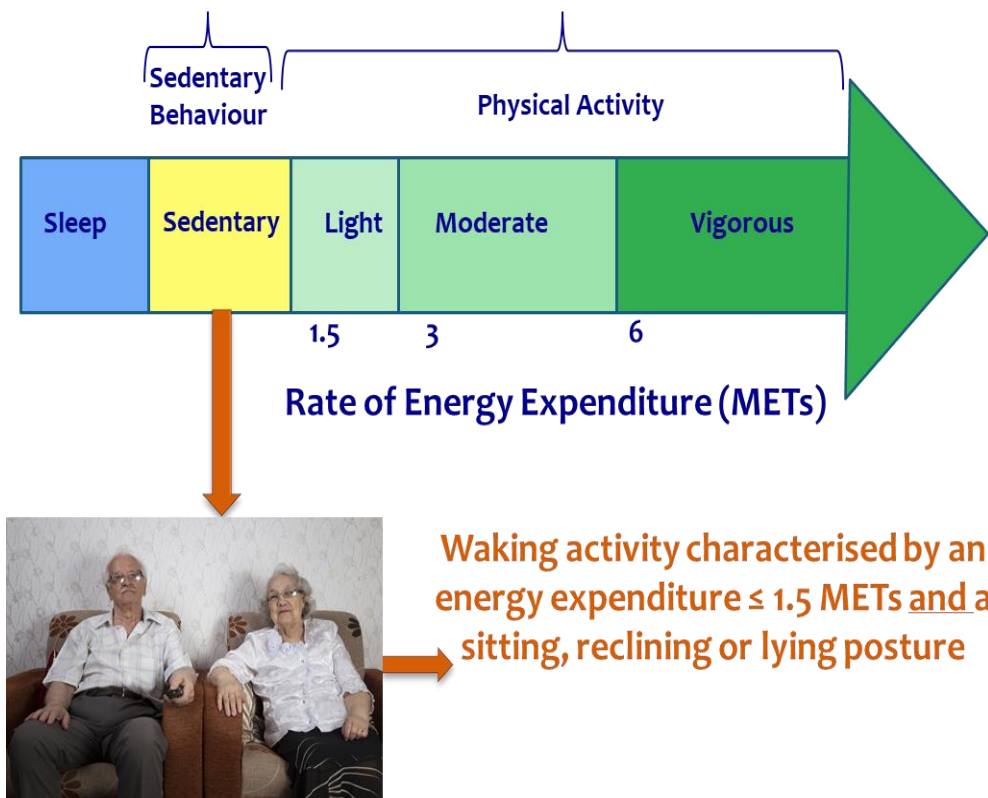 Sedentary
Behaviour
Physical Activity
Sleep
Sedentary
Light
Moderate
Vigorous
1.5
3
6
Rate of Energy Expenditure (METs)
Waking activity characterised by an
energy expenditure ≤ 1.5 METs and a
sitting, reclining or lying posture